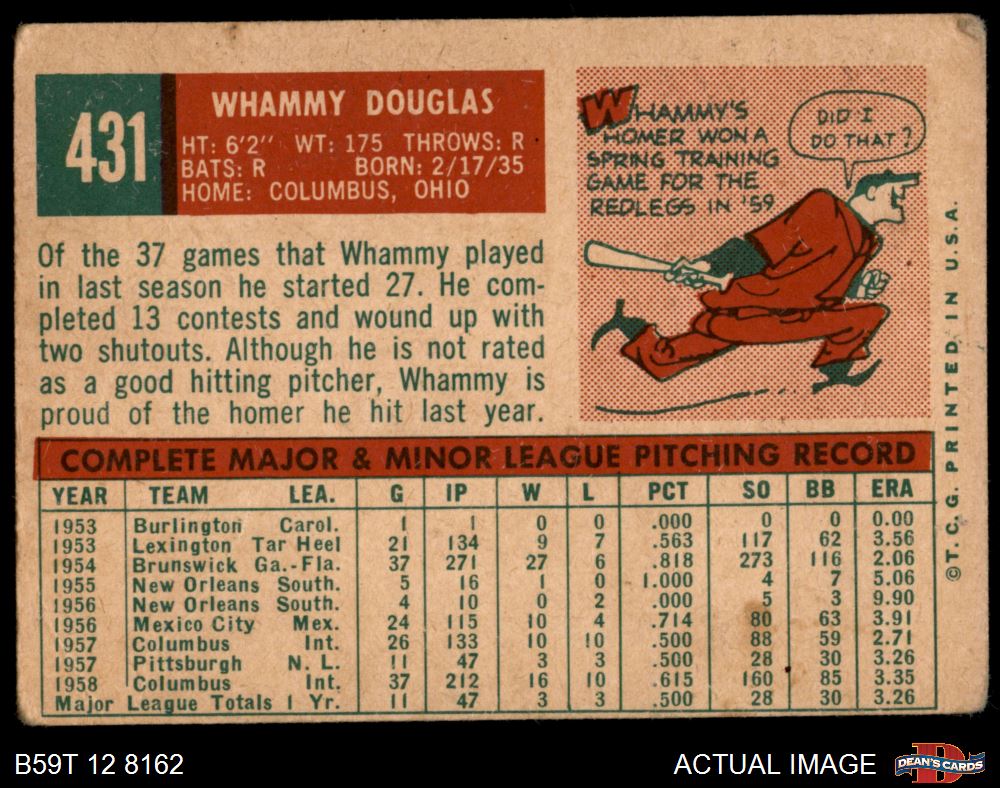 431
WHAMMY DOUGLAS
HT: 6'2" WT: 175 THROWS: R
BATS: R BORN: 2/17/35
HOME: COLUMBUS, OHIO
WHAMMY'S
HOMER WON A
SPRING TRAINING
GAME FOR THE
REDLEGS IN '59
DID I
DO THAT?
Of the 37 games that Whammy played
in last season he started 27. He com-
pleted 13 contests and wound up with
two shutouts. Although he is not rated
as a good hitting pitcher, Whammy is
proud of the homer he hit last year.
COMPLETE MAJOR & MINOR LEAGUE PITCHING RECORD
YEAR TEAM LEA. G IP W L PCT SO BB ERA
1953 Burlington Carol. 1 1 0 0 .000 0 0 0.00
1953 Lexington Tar Heel 21 134 9 7 .563 117 62 3.56
1954 Brunswick Ga.-Fla. 37 271 27 6 .818 273 116 2.06
1955 New Orleans South. 5 16 1 0 1.000 4 7 5.06
1956 New Orleans South. 4 10 0 2 .000 5 3 9.90
1956 Mexico City Mex. 24 115 10 4 .714 80 63 3.91
1957 Columbus Int. 26 133 10 10 .500 88 59 2.71
1957 Pittsburgh N. L. 11 47 3 3 .500 28 30 3.26
1958 Columbus Int. 37 212 16 10 .615 160 85 3.35
Major League Totals 1 Yr. 11 47 3 3 .500 28 30 3.26
©T. C. G. PRINTED IN U.S.A.
B59T 12 8162
ACTUAL IMAGE
DEAN'S CARDS